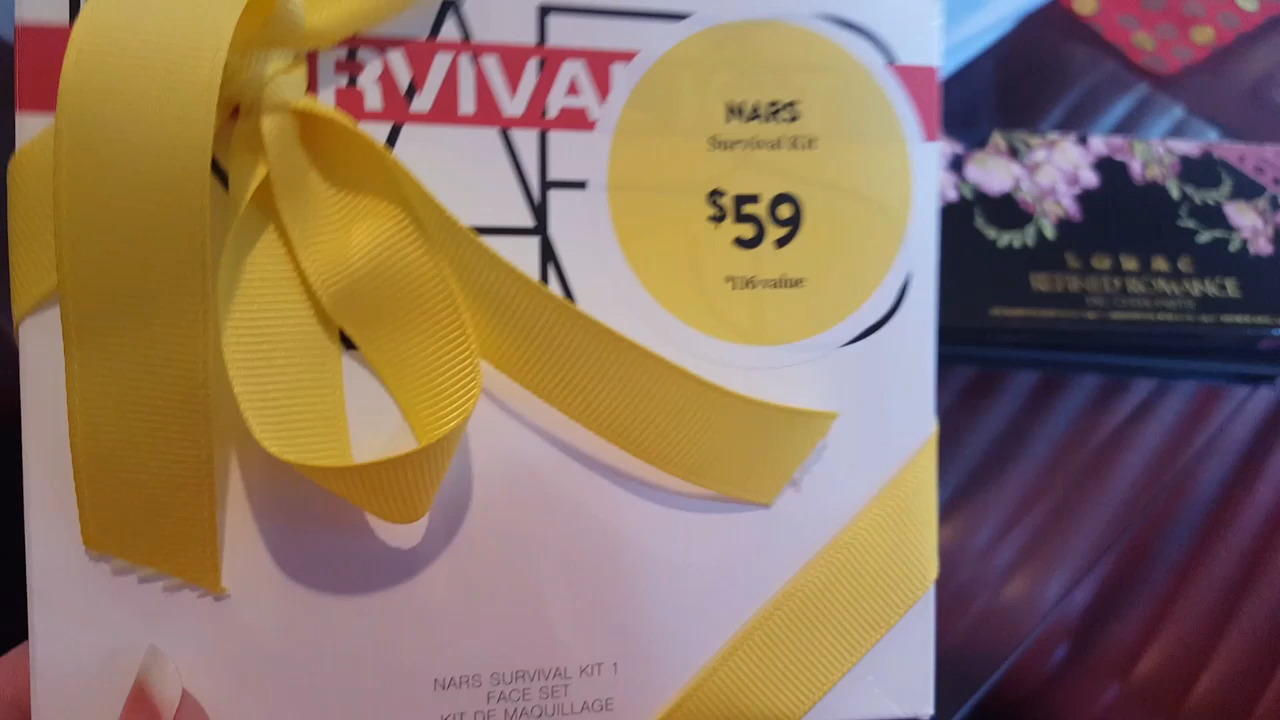 RVIVA
NARS
Survival Kit
$59
*116 value
NARS SURVIVAL KIT 1
FACE SET
KIT DE MAQUILLAGE
LORAC
REFINED ROMANCE